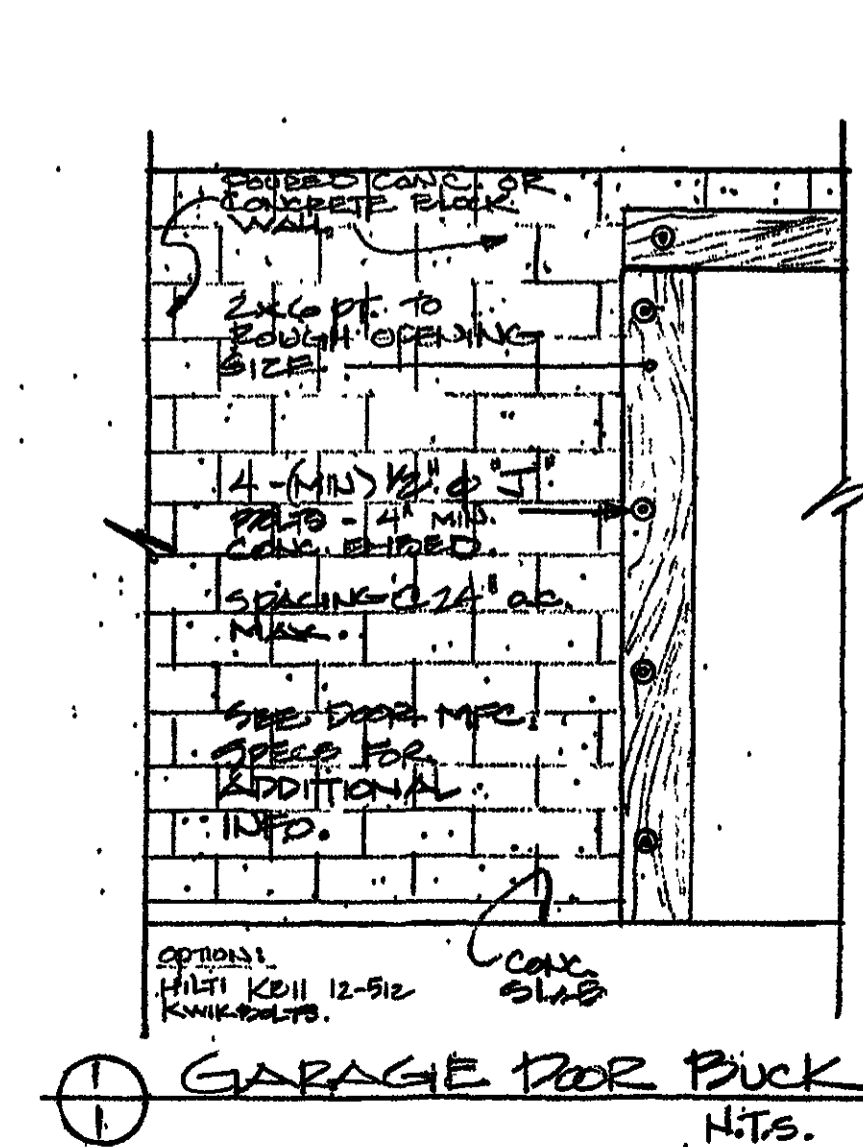 POURED CONC. OR
CONCRETE BLOCK
WALL.
2x6 PT. TO
ROUGH OPENING
SIZE.
4-(MIN) 1/2" Ø "J"
BOLTS - 4" MIN.
CONC. EMBED.
SPACING @ 24" O.C.
MAX.
SEE DOOR MFG.
SPECS FOR
ADDITIONAL
INFO.
OPTION:
HILTI KBII 12-512
KWIK BOLTS.
CONC.
SLAB
1
1
GARAGE DOOR BUCK
N.T.S.